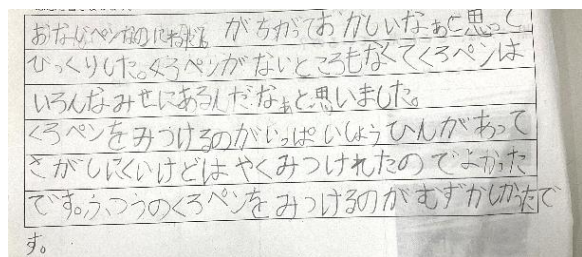 おなじペンなのにねだんがちがっておかしいなぁと思って
びっくりした。くろペンがないところもなくてくろペンは
いろんなみせにあるんだなぁと思いました。
くろペンをみつけるのがいっぱいしょうひんがあって
さがしにくいけどはやくみつけれたのでよかった
です。ふつうのくろペンをみつけるのがむずかしかったで
す。